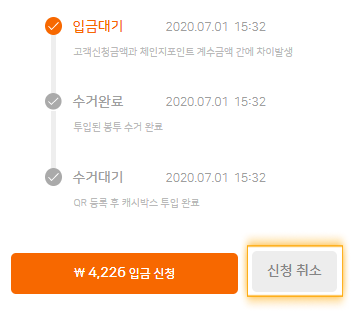 입금대기 2020.07.01 15:32
고객신청금액과 체인지포인트 계수금액 간에 차이발생
수거완료 2020.07.01 15:32
투입된 봉투 수거 완료
수거대기 2020.07.01 15:32
QR 등록 후 캐시박스 투입 완료
₩ 4,226 입금 신청
신청 취소